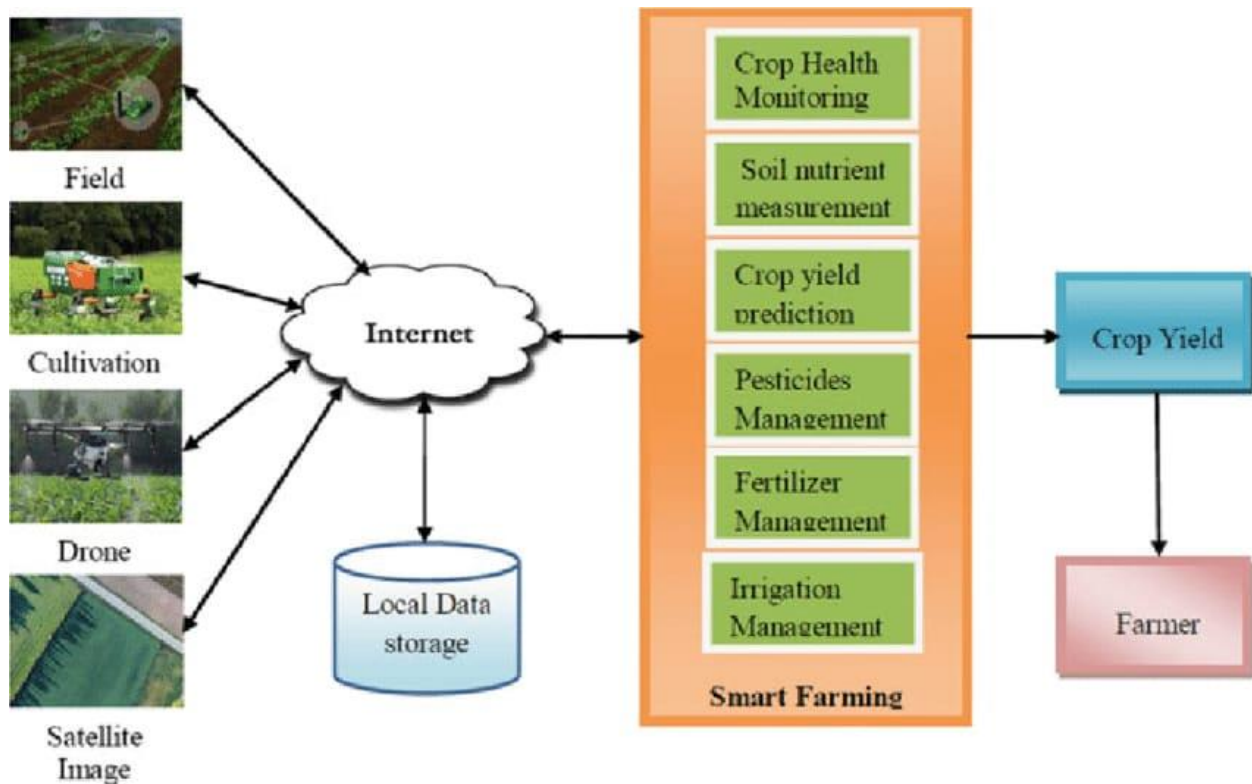 Field
Cultivation
Drone
Satellite
Image
Internet
Local Data
storage
Crop Health
Monitoring
Soil nutrient
measurement
Crop yield
prediction
Pesticides
Management
Fertilizer
Management
Irrigation
Management
Smart Farming
Crop Yield
Farmer